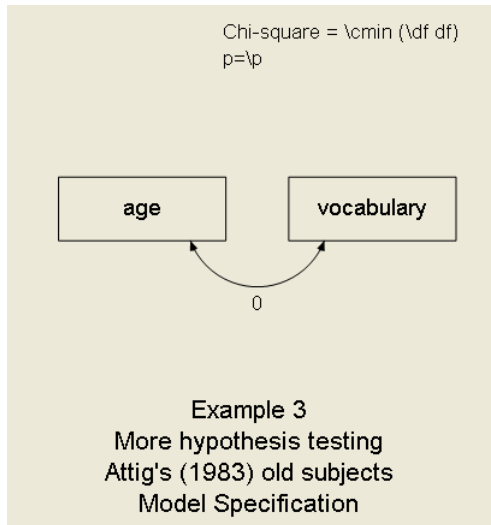 Chi-square = \cmin (\df df)
p=\p
age
vocabulary
0
Example 3
More hypothesis testing
Attig's (1983) old subjects
Model Specification